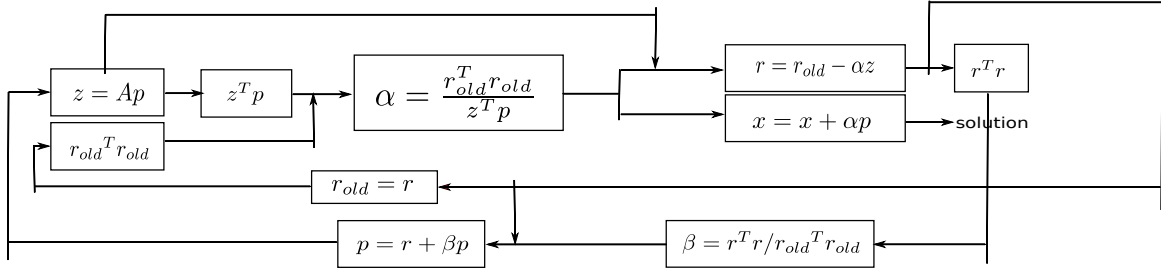 z = Ap
z^T p
α = r_old^T r_old / z^T p
r = r_old − αz
r^T r
x = x + αp
solution
r_old^T r_old
r_old = r
p = r + βp
β = r^T r/r_old^T r_old